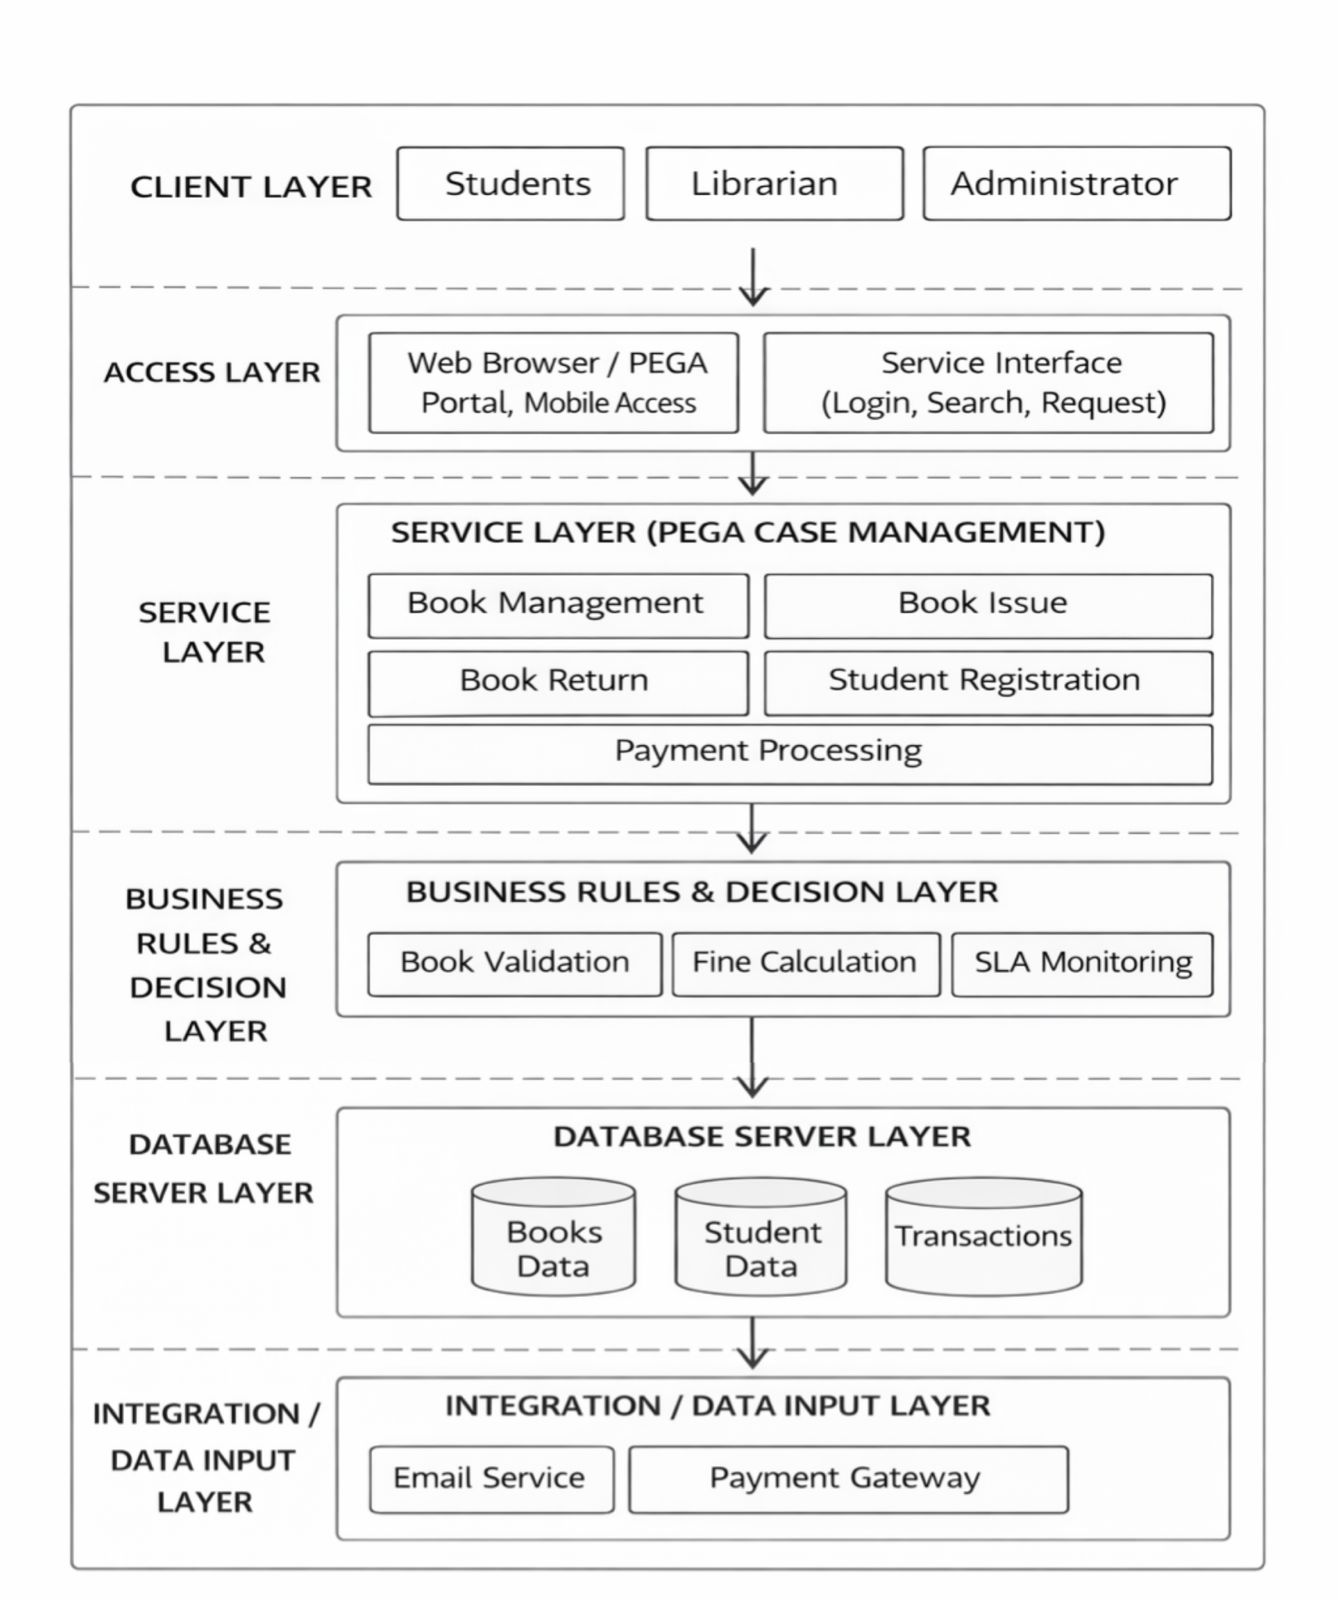 CLIENT LAYER
Students
Librarian
Administrator
ACCESS LAYER
Web Browser / PEGA
Portal, Mobile Access
Service Interface
(Login, Search, Request)
SERVICE
LAYER
SERVICE LAYER (PEGA CASE MANAGEMENT)
Book Management
Book Issue
Book Return
Student Registration
Payment Processing
BUSINESS
RULES &
DECISION
LAYER
BUSINESS RULES & DECISION LAYER
Book Validation
Fine Calculation
SLA Monitoring
DATABASE
SERVER LAYER
DATABASE SERVER LAYER
Books
Data
Student
Data
Transactions
INTEGRATION /
DATA INPUT
LAYER
INTEGRATION / DATA INPUT LAYER
Email Service
Payment Gateway